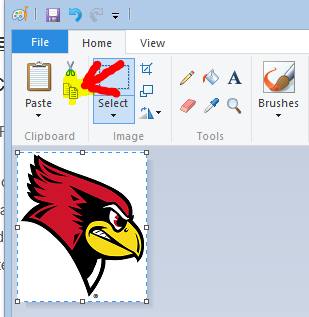 File Home View
Paste Select Brushes
Clipboard Image Tools
A
®